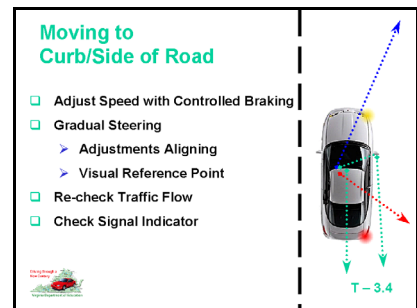 Moving to
Curb/Side of Road
Adjust Speed with Controlled Braking
Gradual Steering
Adjustments Aligning
Visual Reference Point
Re-check Traffic Flow
Check Signal Indicator
T – 3.4